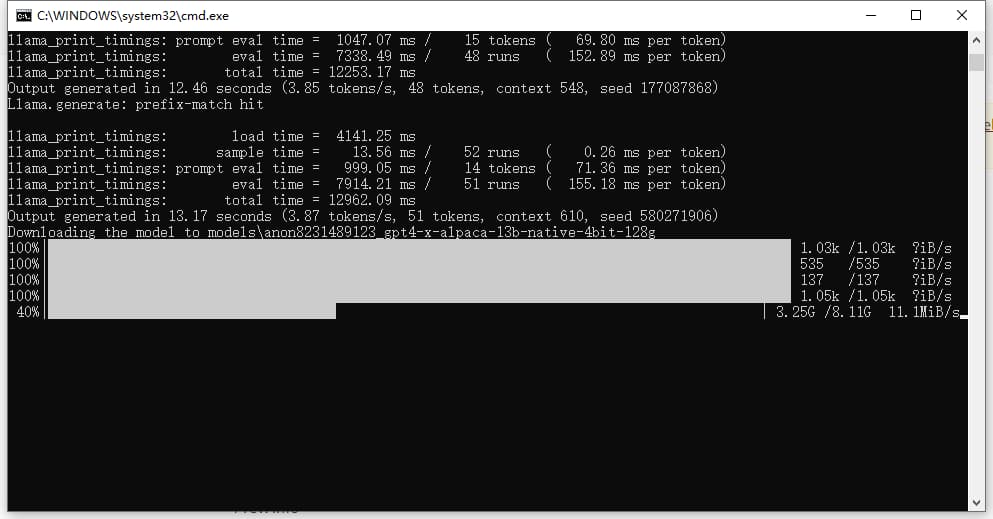 C:\WINDOWS\system32\cmd.exe
llama_print_timings: prompt eval time =  1047.07 ms /    15 tokens (   69.80 ms per token)
llama_print_timings:        eval time =  7338.49 ms /    48 runs   (  152.89 ms per token)
llama_print_timings:       total time = 12253.17 ms
Output generated in 12.46 seconds (3.85 tokens/s, 48 tokens, context 548, seed 177087868)
Llama.generate: prefix-match hit
llama_print_timings:        load time =  4141.25 ms
llama_print_timings:      sample time =    13.56 ms /    52 runs   (    0.26 ms per token)
llama_print_timings: prompt eval time =   999.05 ms /    14 tokens (   71.36 ms per token)
llama_print_timings:        eval time =  7914.21 ms /    51 runs   (  155.18 ms per token)
llama_print_timings:       total time = 12962.09 ms
Output generated in 13.17 seconds (3.87 tokens/s, 51 tokens, context 610, seed 580271906)
Downloading the model to models\anon8231489123_gpt4-x-alpaca-13b-native-4bit-128g
100%| 1.03k /1.03k  ?iB/s
100%| 535   /535   ?iB/s
100%| 137   /137   ?iB/s
100%| 1.05k /1.05k  ?iB/s
40%| | 3.25G /8.11G  11.1MiB/s